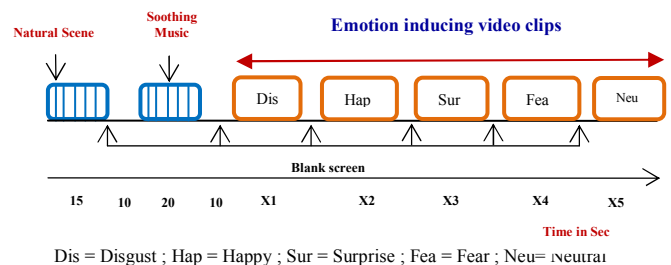 Natural Scene
Soothing
Music
Emotion inducing video clips
Dis Hap Sur Fea Neu
Blank screen
15 10 20 10 X1 X2 X3 X4 X5
Time in Sec
Dis = Disgust ; Hap = Happy ; Sur = Surprise ; Fea = Fear ; Neu= Neutral